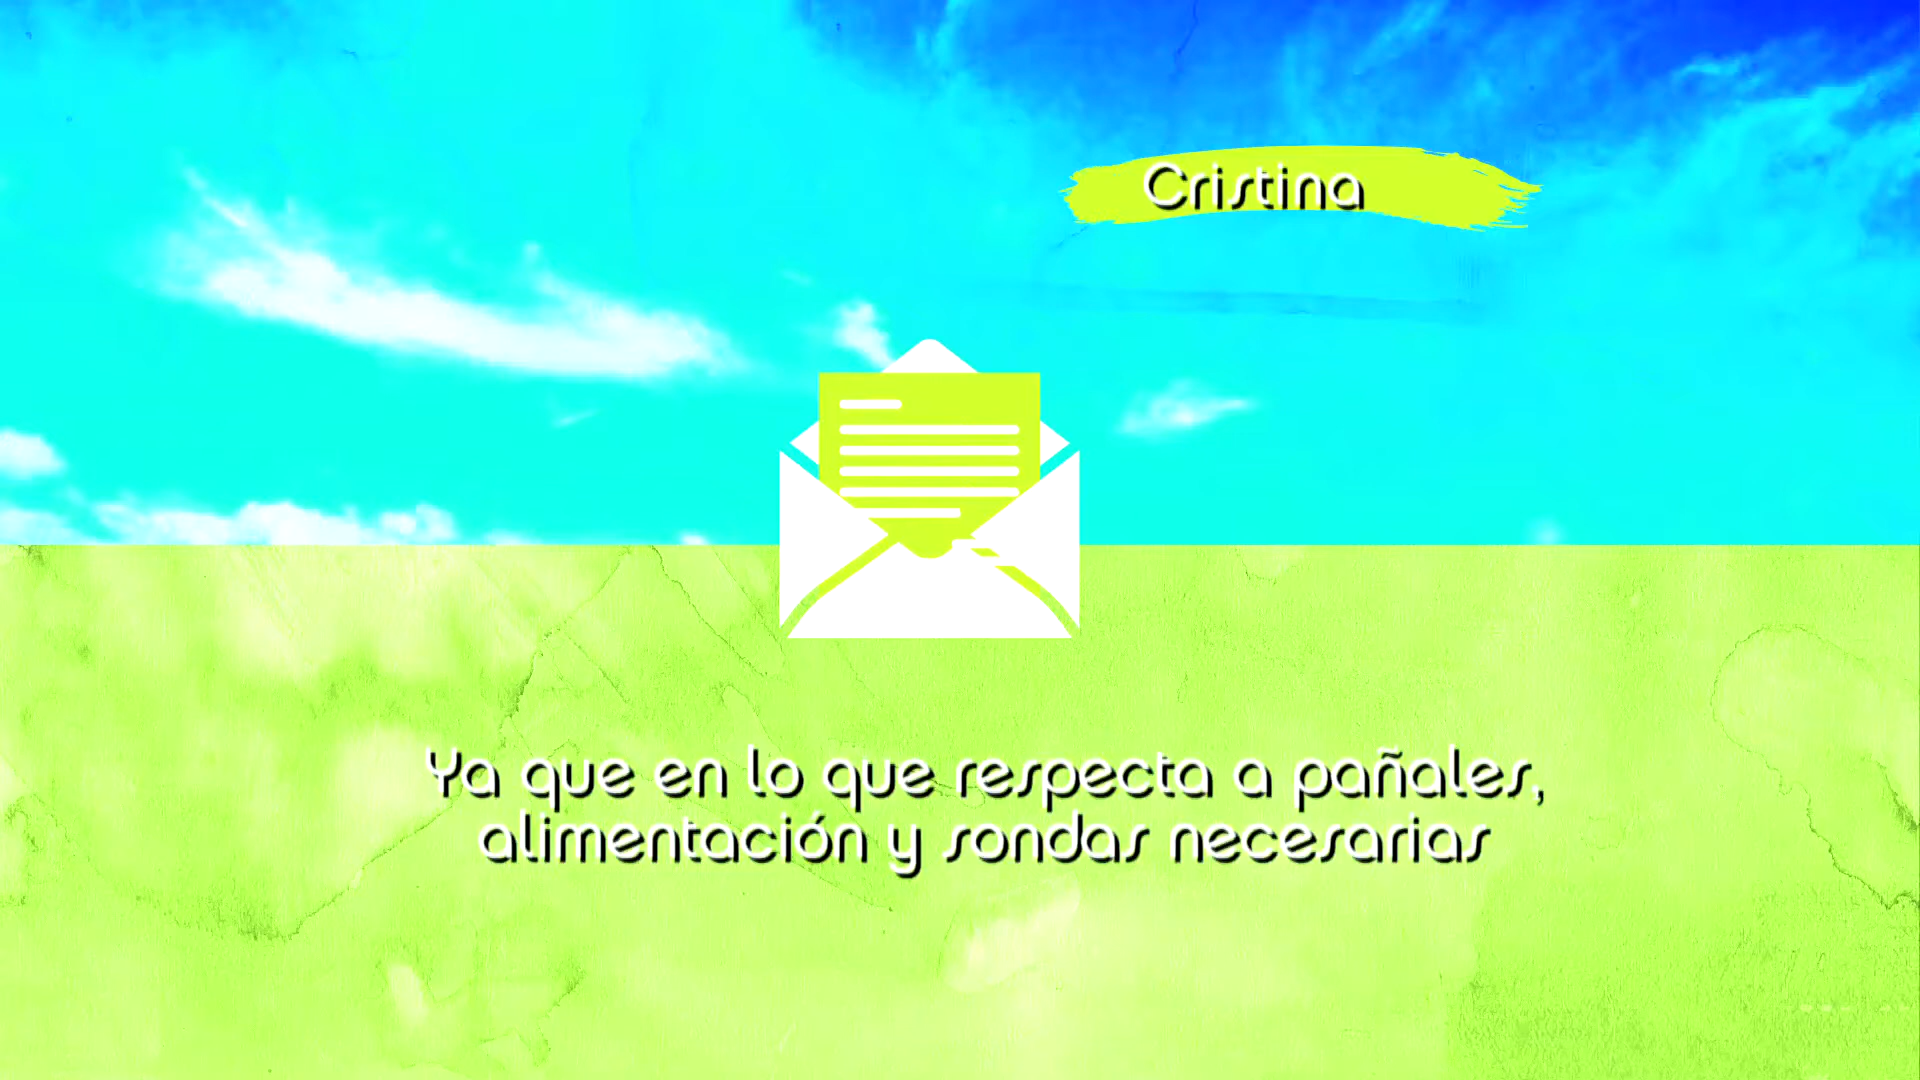 Cristina
Ya que en lo que respecta a pañales,
alimentación y sondas necesarias